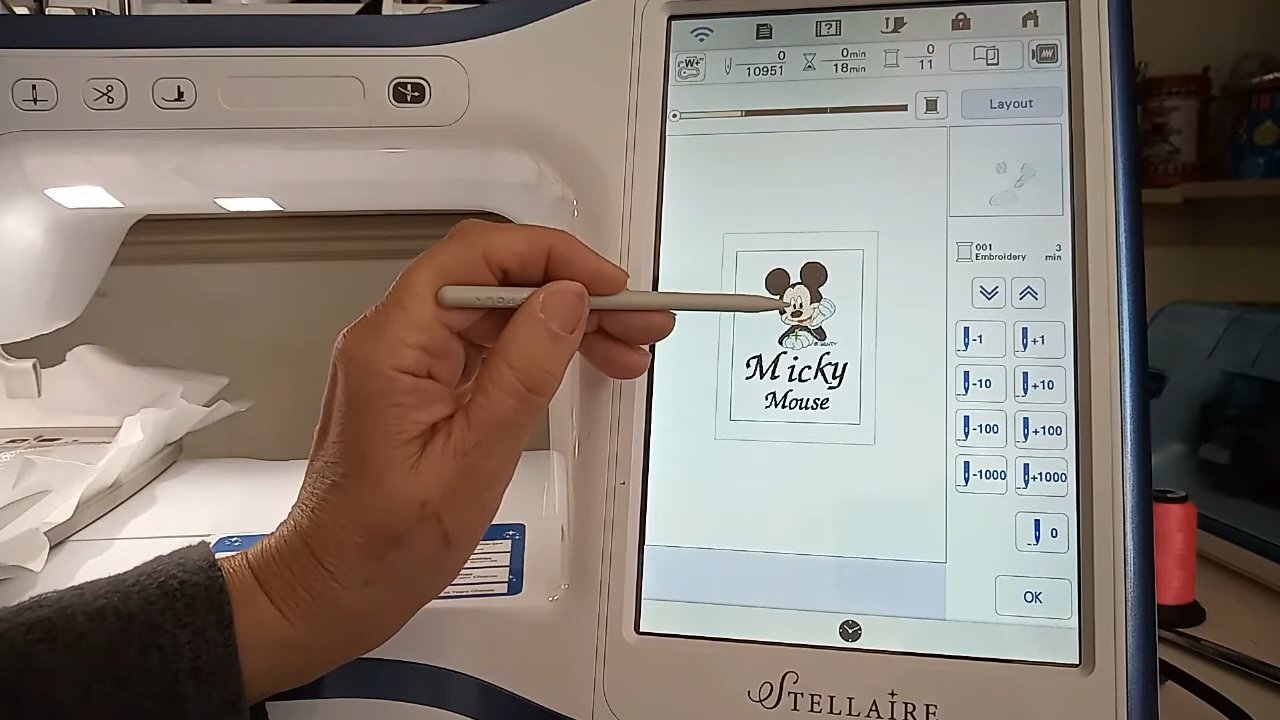 W+
0
10951
0min
18min
0
11
Layout
001
Embroidery
3
min
-1
+1
-10
+10
-100
+100
-1000
+1000
0
OK
Micky
Mouse
STELLAIRE